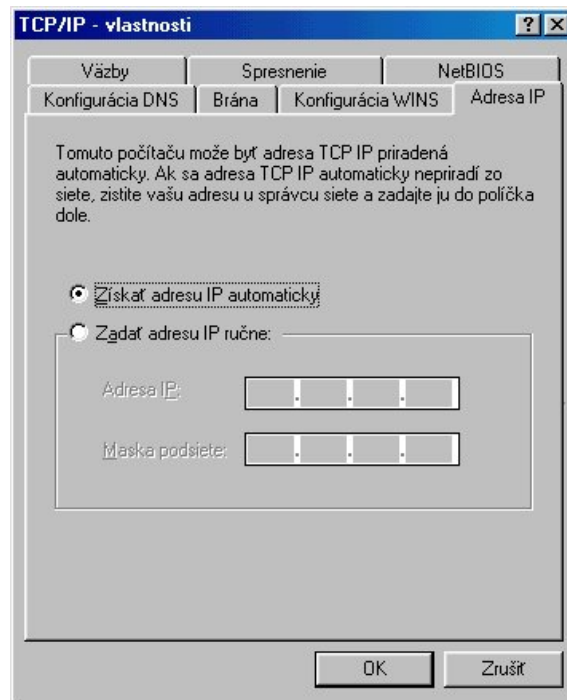 TCP/IP - vlastnosti
Väzby Spresnenie NetBIOS
Konfigurácia DNS Brána Konfigurácia WINS Adresa IP
Tomuto počítaču može byť adresa TCP IP priradená
automaticky. Ak sa adresa TCP IP automaticky nepriradí zo
siete, zistite vašu adresu u správcu siete a zadajte ju do políčka
dole.
Získať adresu IP automaticky
Zadať adresu IP ručne:
Adresa IP:
Maska podsiete:
OK Zrušiť